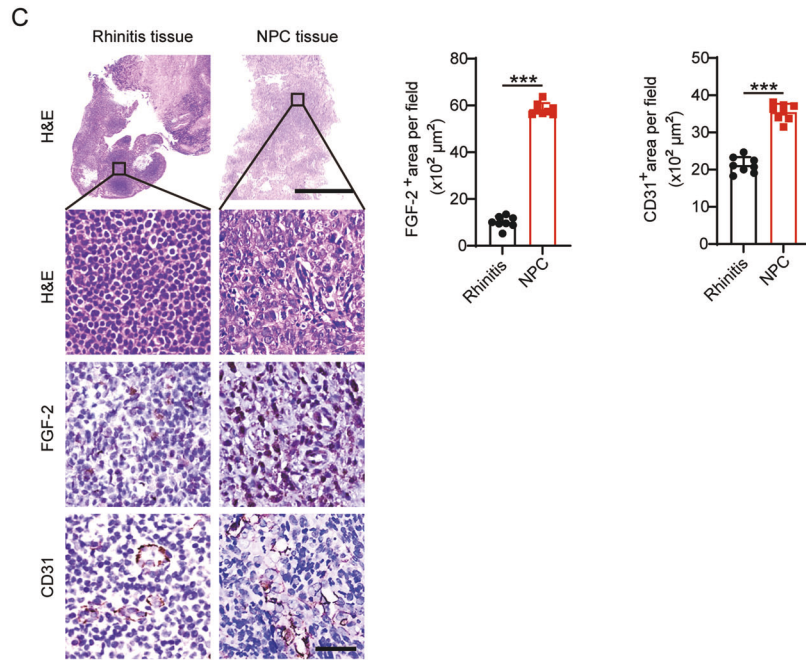 C
Rhinitis tissue
NPC tissue
H&E
H&E
FGF-2
CD31
FGF-2⁺ area per field
(x10² µm²)
80
60
40
20
0
***
Rhinitis
NPC
CD31⁺ area per field
(x10² µm²)
50
40
30
20
10
0
***
Rhinitis
NPC